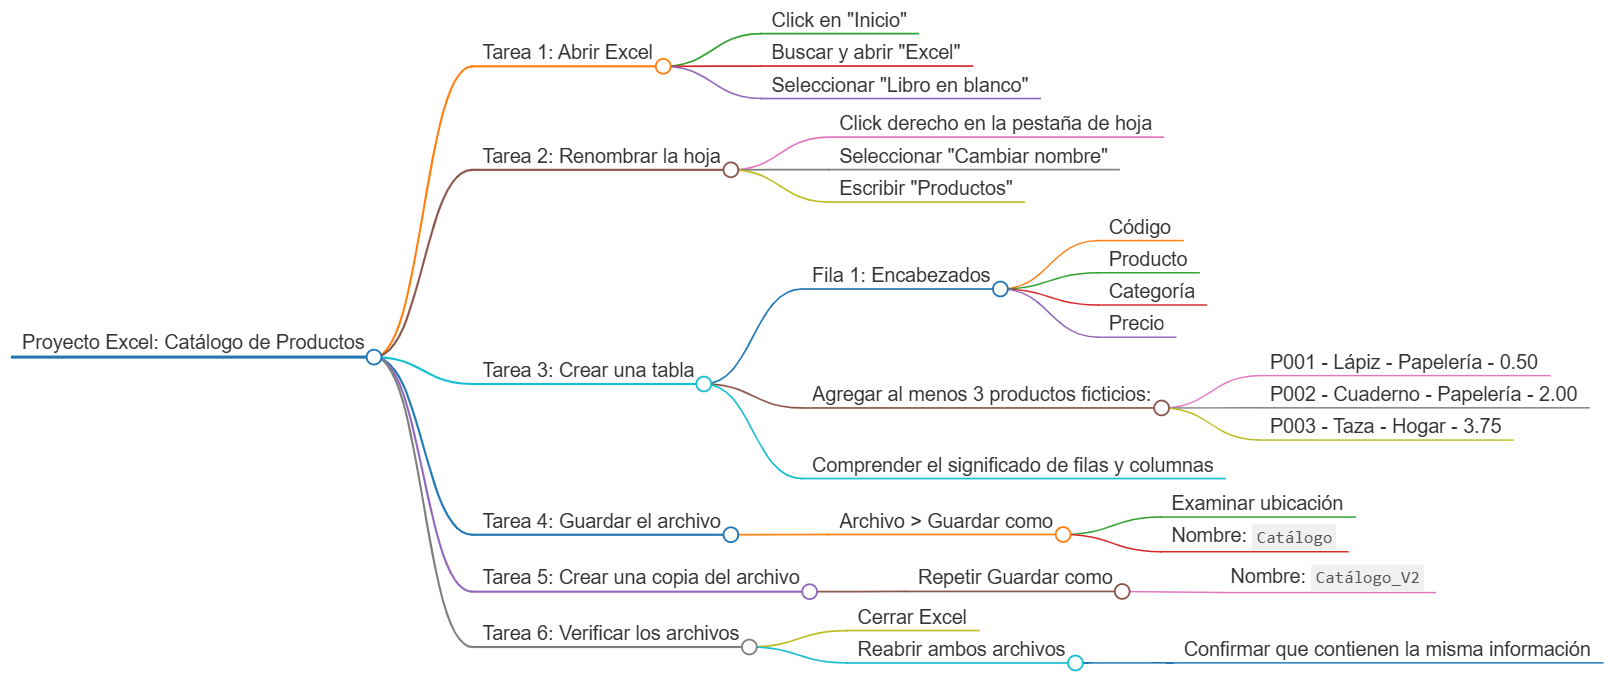 Proyecto Excel: Catálogo de Productos
Tarea 1: Abrir Excel
Click en "Inicio"
Buscar y abrir "Excel"
Seleccionar "Libro en blanco"
Tarea 2: Renombrar la hoja
Click derecho en la pestaña de hoja
Seleccionar "Cambiar nombre"
Escribir "Productos"
Tarea 3: Crear una tabla
Fila 1: Encabezados
Código
Producto
Categoría
Precio
Agregar al menos 3 productos ficticios:
P001 - Lápiz - Papelería - 0.50
P002 - Cuaderno - Papelería - 2.00
P003 - Taza - Hogar - 3.75
Comprender el significado de filas y columnas
Tarea 4: Guardar el archivo
Archivo > Guardar como
Examinar ubicación
Nombre: Catálogo
Tarea 5: Crear una copia del archivo
Repetir Guardar como
Nombre: Catálogo_V2
Tarea 6: Verificar los archivos
Cerrar Excel
Reabrir ambos archivos
Confirmar que contienen la misma información